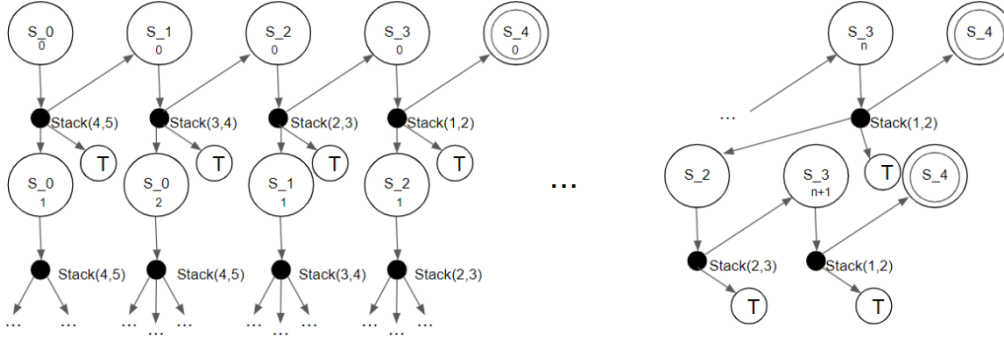 S_0 S_1 S_2 S_3 S_4 S_3 S_4
0 0 0 0 0 n
Stack(4,5) Stack(3,4) Stack(2,3) Stack(1,2) ... Stack(1,2)
T T T T T
S_0 S_0 S_1 S_2 ... S_2 S_3 S_4
1 2 1 1 n+1
Stack(4,5) Stack(4,5) Stack(3,4) Stack(2,3) Stack(2,3) Stack(1,2)
T T
... ... ... ... ... ... ... ... ... ... ... ...